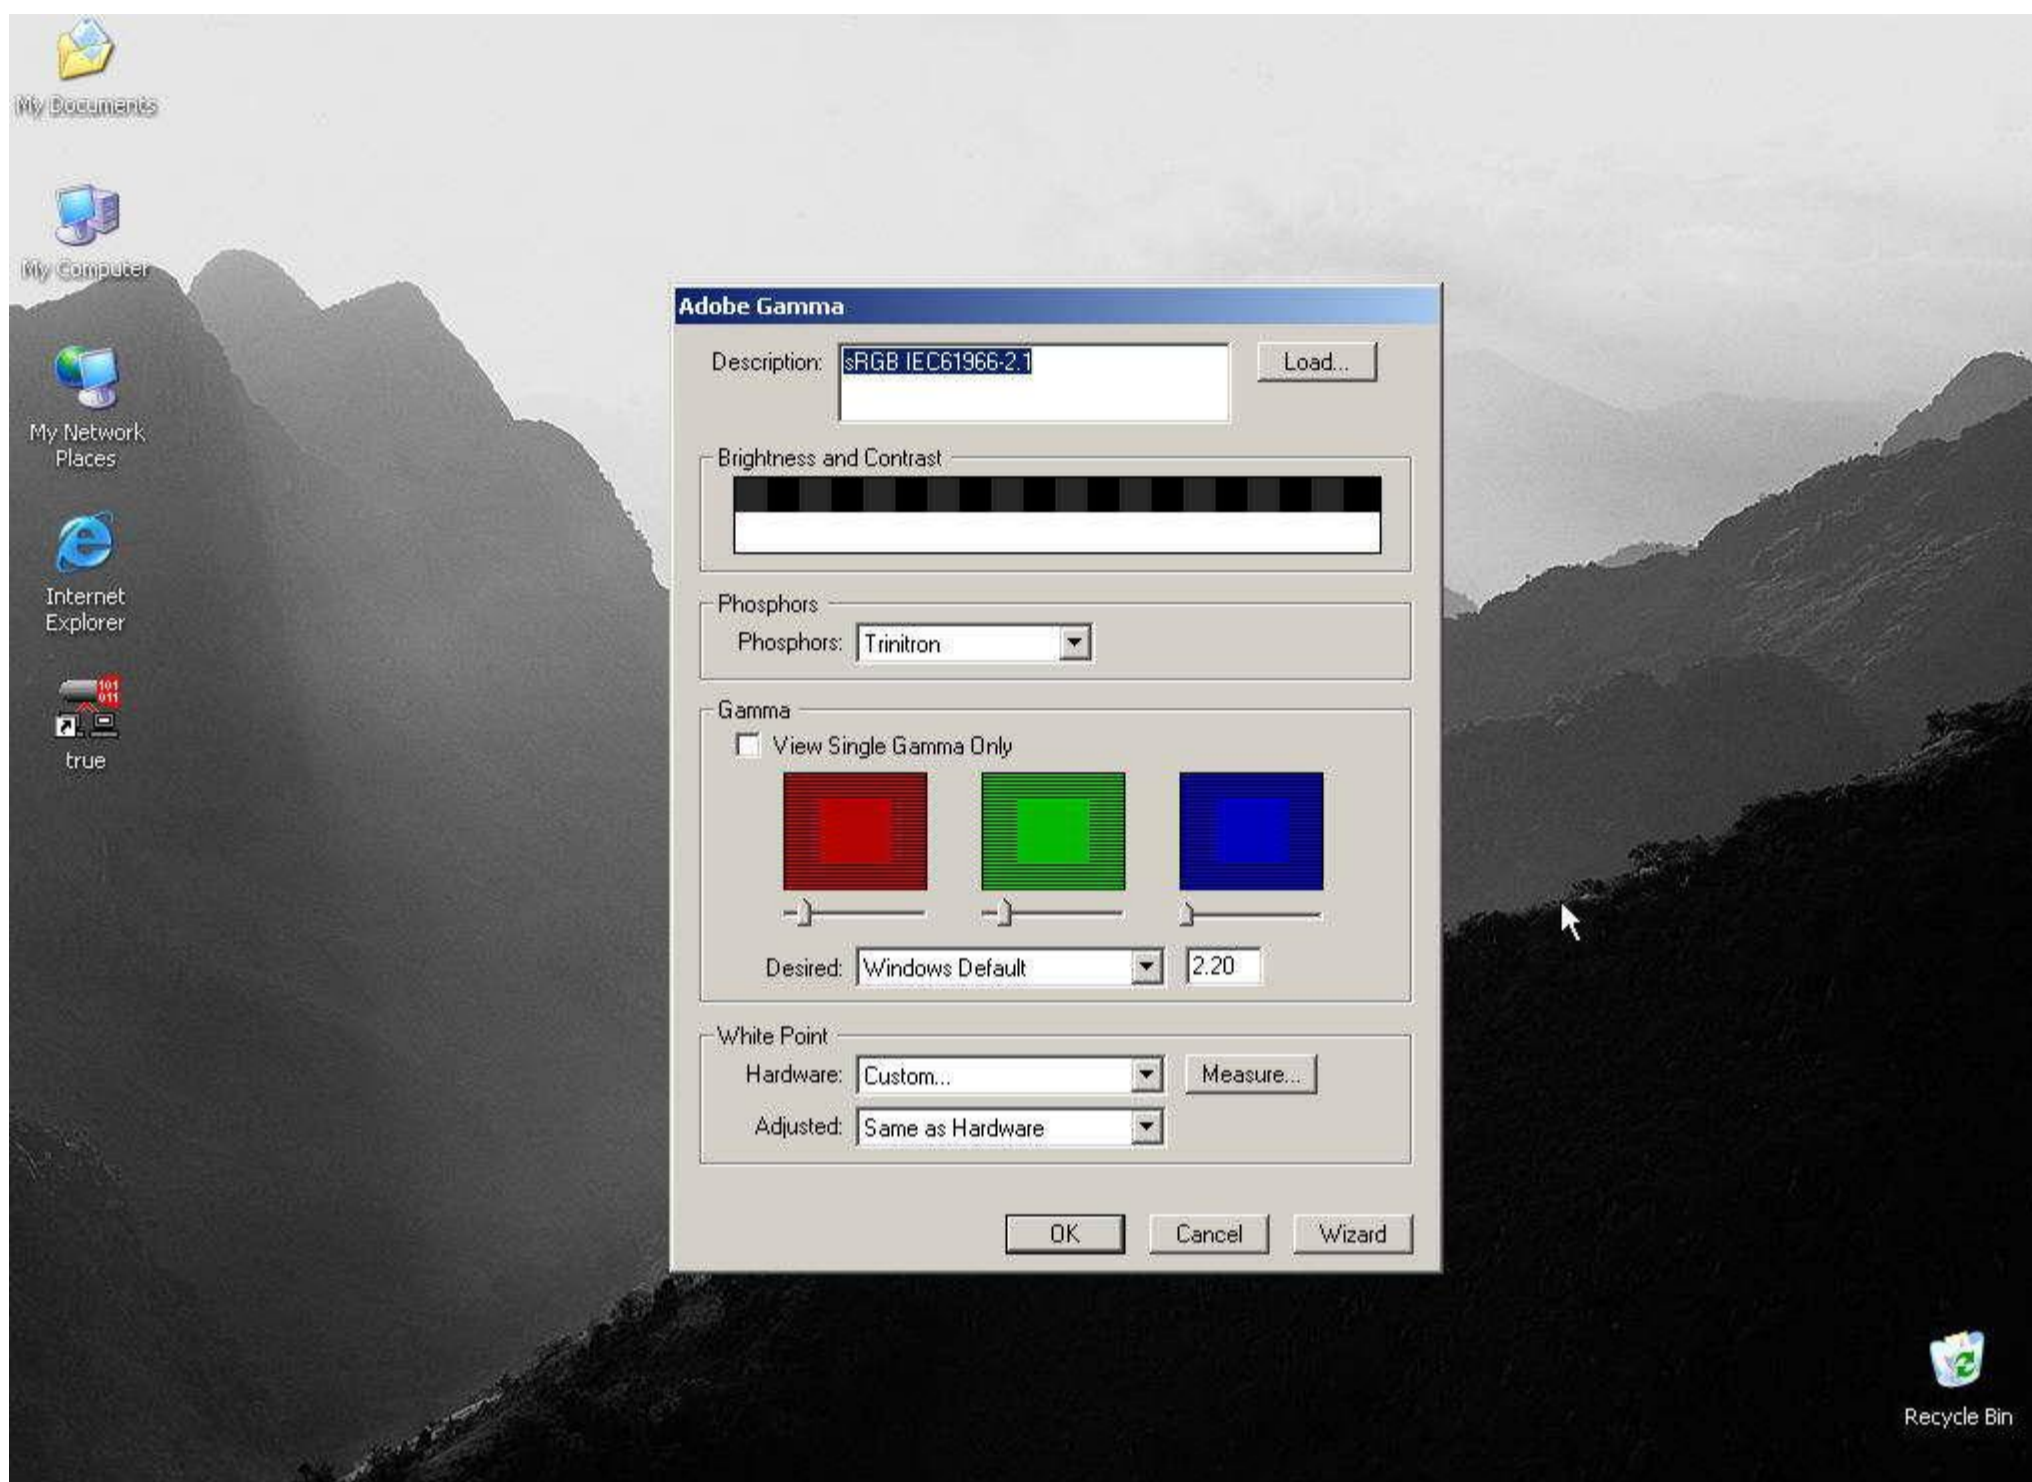 My Documents
My Computer
My Network
Places
Internet
Explorer
101
011
true
Adobe Gamma
Description:
sRGB IEC61966-2.1
Load...
Brightness and Contrast
Phosphors
Phosphors:
Trinitron
Gamma
View Single Gamma Only
Desired:
Windows Default
2.20
White Point
Hardware:
Custom...
Measure...
Adjusted:
Same as Hardware
OK
Cancel
Wizard
Recycle Bin